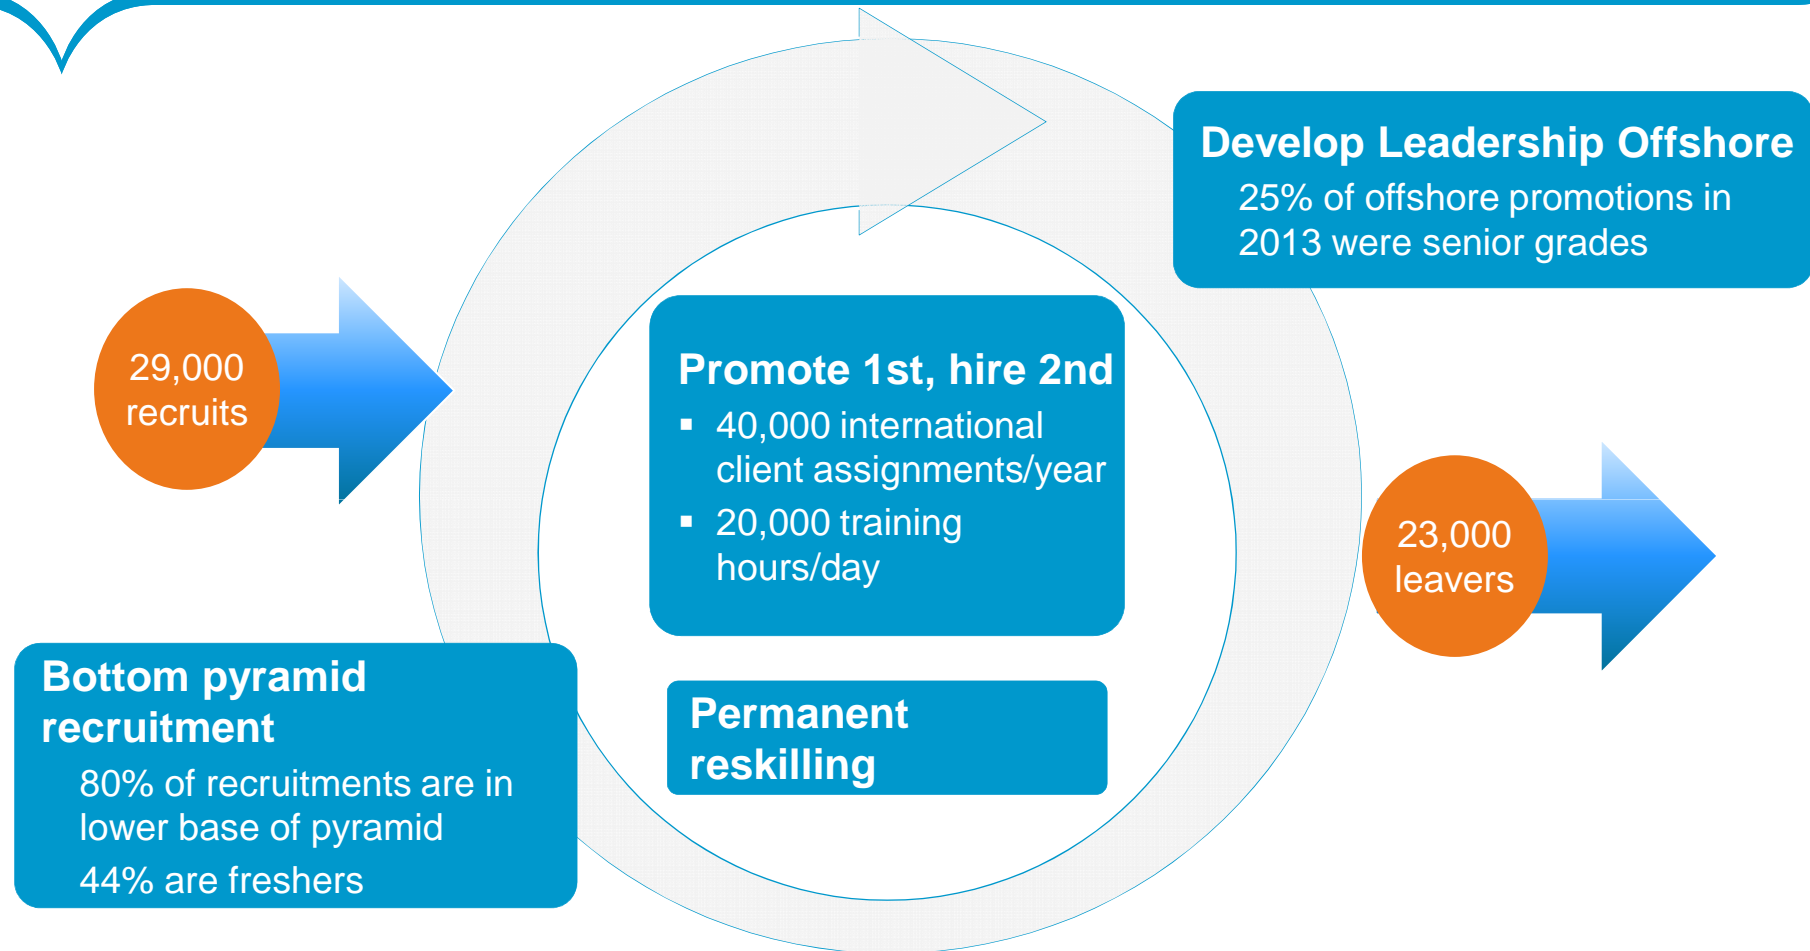 Develop Leadership Offshore
25% of offshore promotions in
2013 were senior grades
29,000
recruits
Promote 1st, hire 2nd
▪ 40,000 international
client assignments/year
▪ 20,000 training
hours/day
23,000
leavers
Bottom pyramid
recruitment
80% of recruitments are in
lower base of pyramid
44% are freshers
Permanent
reskilling